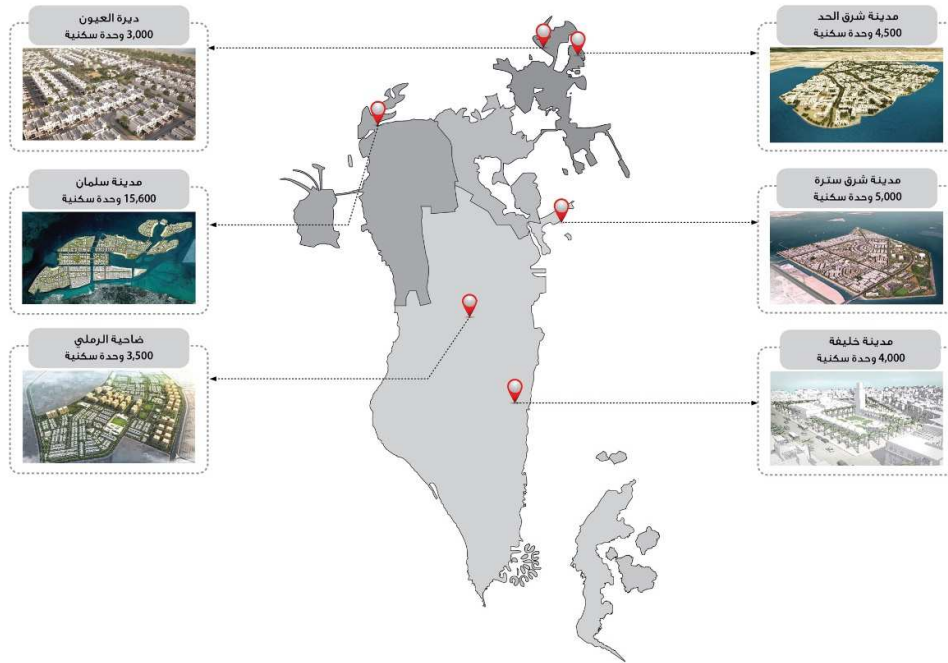 مدينة شرق الحد
4,500 وحدة سكنية
ديرة العيون
3,000 وحدة سكنية
مدينة شرق سترة
5,000 وحدة سكنية
مدينة سلمان
15,600 وحدة سكنية
مدينة خليفة
4,000 وحدة سكنية
ضاحية الرملي
3,500 وحدة سكنية